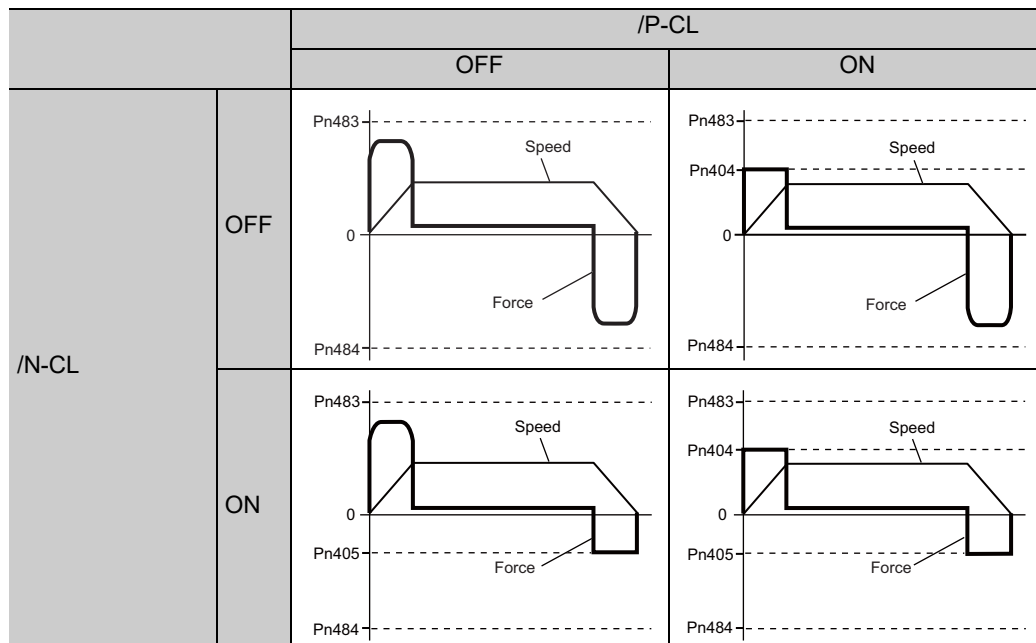 /P-CL
OFF
ON
/N-CL
OFF
Pn483
Speed
0
Force
Pn484
Pn483
Pn404
Speed
0
Force
Pn484
ON
Pn483
Speed
0
Pn405
Force
Pn484
Pn483
Pn404
Speed
0
Pn405
Force
Pn484